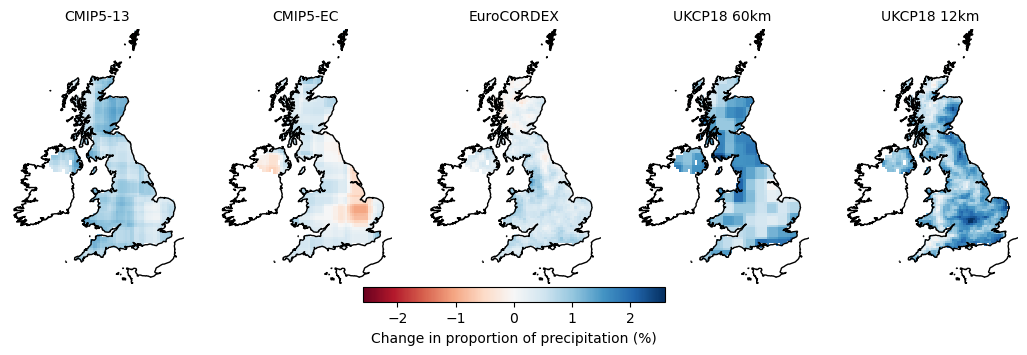 CMIP5-13 CMIP5-EC EuroCORDEX UKCP18 60km UKCP18 12km
−2 −1 0 1 2
Change in proportion of precipitation (%)